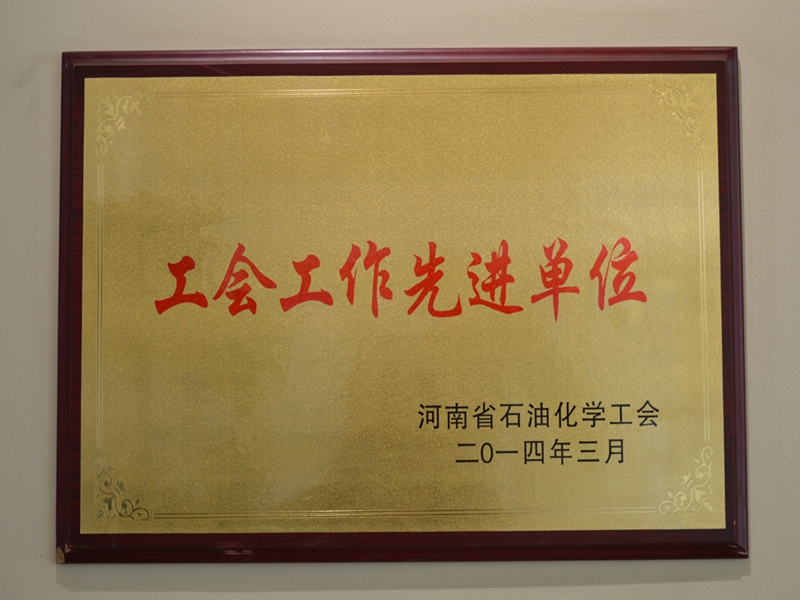 工会工作先进单位
河南省石油化学工会
二0一四年三月